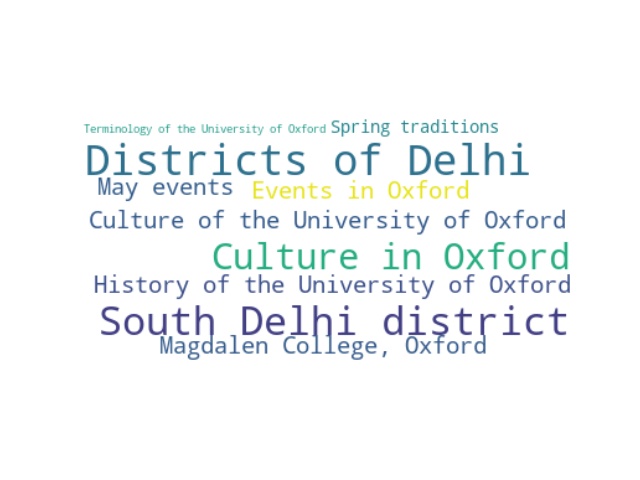 Terminology of the University of Oxford Spring traditions
Districts of Delhi
May events Events in Oxford
Culture of the University of Oxford
Culture in Oxford
History of the University of Oxford
South Delhi district
Magdalen College, Oxford